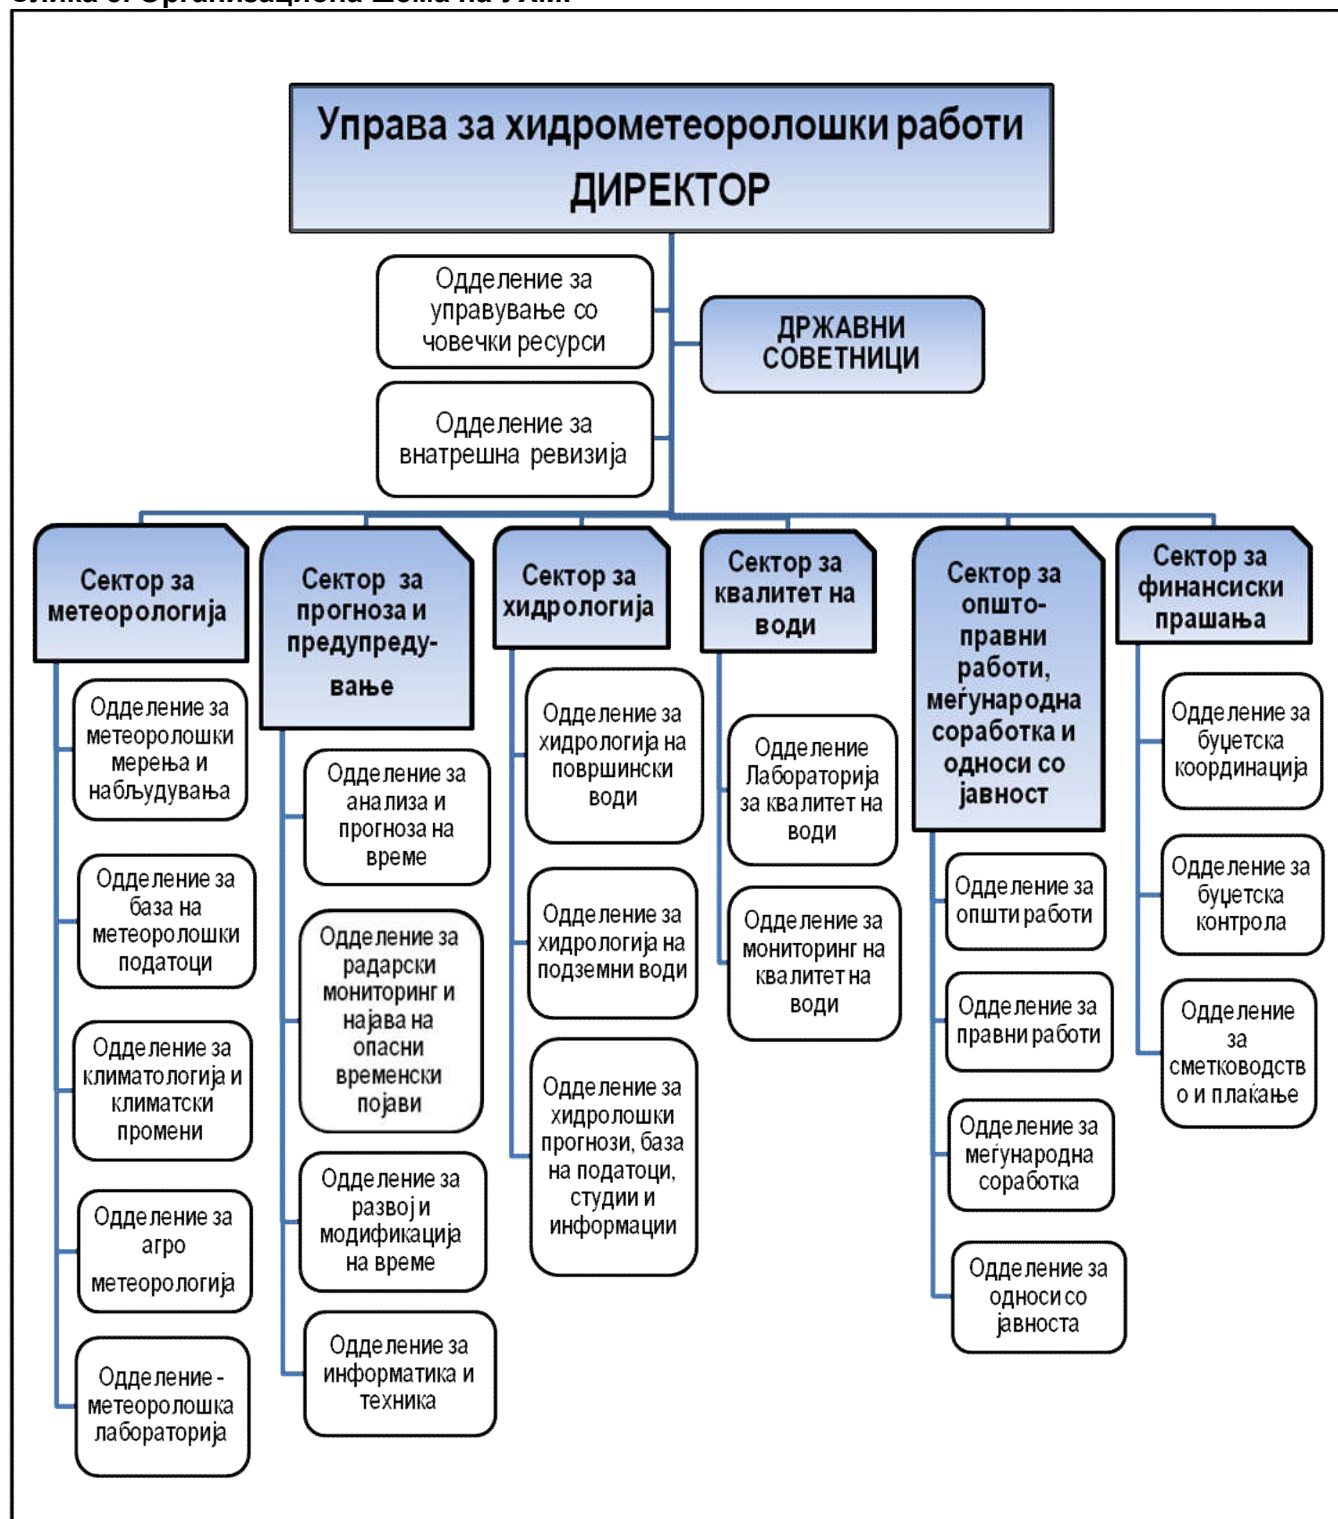 Управа за хидрометеоролошки работи
ДИРЕКТОР
Одделение за
управување со
човечки ресурси
ДРЖАВНИ
СОВЕТНИЦИ
Одделение за
внатрешна ревизија
Сектор за
метеорологија
Одделение за
метеоролошки
мерења и
набљудувања
Одделение за
база на
метеоролошки
податоци
Одделение за
климатологија и
климатски
промени
Одделение за
агро
метеорологија
Одделение -
метеоролошка
лабораторија
Сектор за
прогноза и
предупреду-
вање
Одделение за
анализа и
прогноза на
време
Одделение за
радарски
мониторинг и
најава на
опасни
временски
појави
Одделение за
развој и
модификација
на време
Одделение за
информатика и
техника
Сектор за
хидрологија
Одделение за
хидрологија на
површински
води
Одделение за
хидрологија на
подземни води
Одделение за
хидролошки
прогнози, база
на податоци,
студии и
информации
Сектор за
квалитет на
води
Одделение
Лабораторија
за квалитет на
води
Одделение за
мониторинг на
квалитет на
води
Сектор за
општо-
правни
работи,
меѓународна
соработка и
односи со
јавност
Одделение за
општи работи
Одделение за
правни работи
Одделение за
меѓународна
соработка
Одделение за
односи со
јавноста
Сектор за
финансиски
прашања
Одделение за
буџетска
координација
Одделение за
буџетска
контрола
Одделение
за
сметководств
о и плаќање